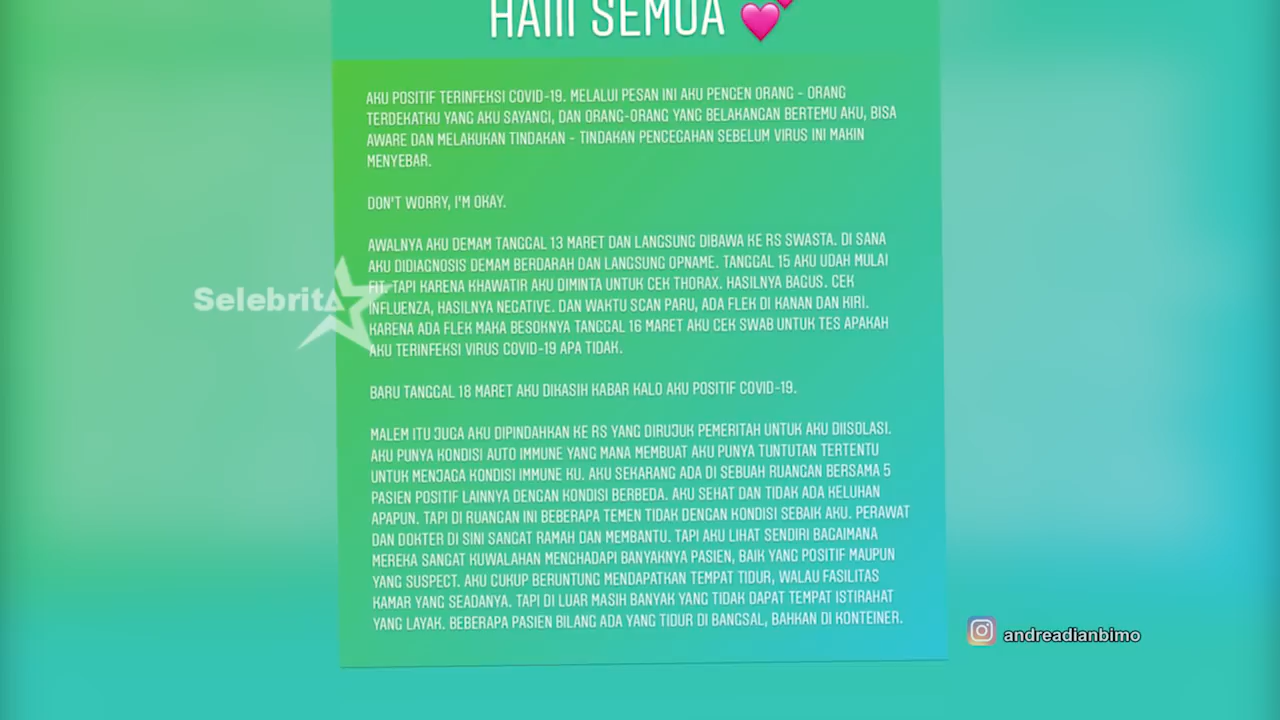 HAIII SEMUA 💕
AKU POSITIF TERINFEKSI COVID-19. MELALUI PESAN INI AKU PENGEN ORANG - ORANG
TERDEKATKU YANG AKU SAYANGI, DAN ORANG-ORANG YANG BELAKANGAN BERTEMU AKU, BISA
AWARE DAN MELAKUKAN TINDAKAN - TINDAKAN PENCEGAHAN SEBELUM VIRUS INI MAKIN
MENYEBAR.
DON'T WORRY, I'M OKAY.
AWALNYA AKU DEMAM TANGGAL 13 MARET DAN LANGSUNG DIBAWA KE RS SWASTA. DI SANA
AKU DIDIAGNOSIS DEMAM BERDARAH DAN LANGSUNG OPNAME. TANGGAL 15 AKU UDAH MULAI
FIT. TAPI KARENA KHAWATIR AKU DIMINTA UNTUK CEK THORAX. HASILNYA BAGUS. CEK
INFLUENZA, HASILNYA NEGATIVE. DAN WAKTU SCAN PARU, ADA FLEK DI KANAN DAN KIRI.
KARENA ADA FLEK MAKA BESOKNYA TANGGAL 16 MARET AKU CEK SWAB UNTUK TES APAKAH
AKU TERINFEKSI VIRUS COVID-19 APA TIDAK.
BARU TANGGAL 18 MARET AKU DIKASIH KABAR KALO AKU POSITIF COVID-19.
MALEM ITU JUGA AKU DIPINDAHKAN KE RS YANG DIRUJUK PEMERITAH UNTUK AKU DIISOLASI.
AKU PUNYA KONDISI AUTO IMMUNE YANG MANA MEMBUAT AKU PUNYA TUNTUTAN TERTENTU
UNTUK MENJAGA KONDISI IMMUNE KU. AKU SEKARANG ADA DI SEBUAH RUANGAN BERSAMA 5
PASIEN POSITIF LAINNYA DENGAN KONDISI BERBEDA. AKU SEHAT DAN TIDAK ADA KELUHAN
APAPUN. TAPI DI RUANGAN INI BEBERAPA TEMEN TIDAK DENGAN KONDISI SEBAIK AKU. PERAWAT
DAN DOKTER DI SINI SANGAT RAMAH DAN MEMBANTU. TAPI AKU LIHAT SENDIRI BAGAIMANA
MEREKA SANGAT KUWALAHAN MENGHADAPI BANYAKNYA PASIEN, BAIK YANG POSITIF MAUPUN
YANG SUSPECT. AKU CUKUP BERUNTUNG MENDAPATKAN TEMPAT TIDUR, WALAU FASILITAS
KAMAR YANG SEADANYA. TAPI DI LUAR MASIH BANYAK YANG TIDAK DAPAT TEMPAT ISTIRAHAT
YANG LAYAK. BEBERAPA PASIEN BILANG ADA YANG TIDUR DI BANGSAL, BAHKAN DI KONTEINER.
Selebrita
andreadianbimo